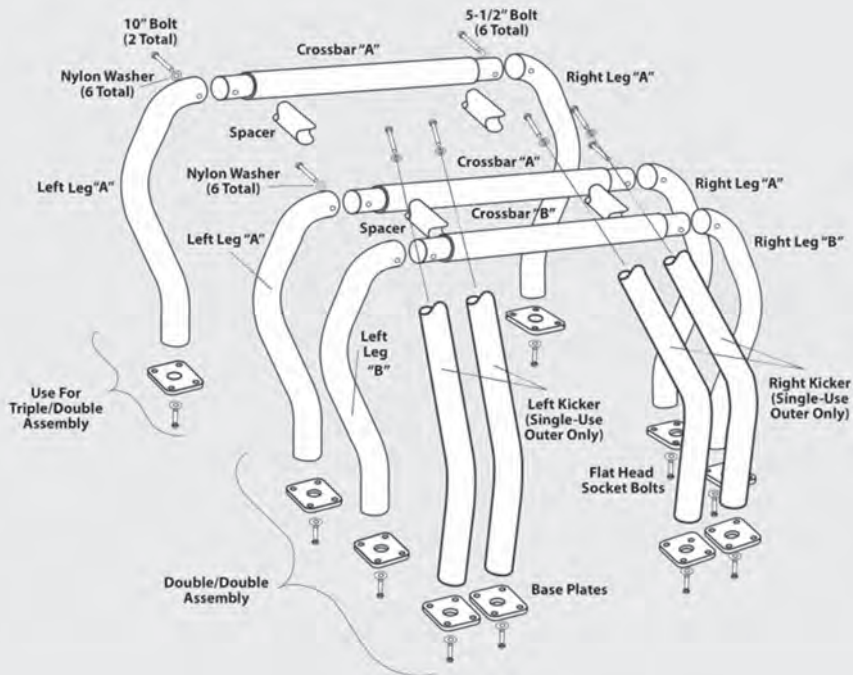 10" Bolt
(2 Total)
5-1/2" Bolt
(6 Total)
Crossbar “A”
Nylon Washer
(6 Total)
Right Leg “A”
Spacer
Left Leg “A”
Nylon Washer
(6 Total)
Crossbar “A”
Right Leg “A”
Crossbar “B”
Spacer
Left Leg “A”
Right Leg “B”
Left
Leg
“B”
Use For
Triple/Double
Assembly
Left Kicker
(Single-Use
Outer Only)
Right Kicker
(Single-Use
Outer Only)
Flat Head
Socket Bolts
Double/Double
Assembly
Base Plates